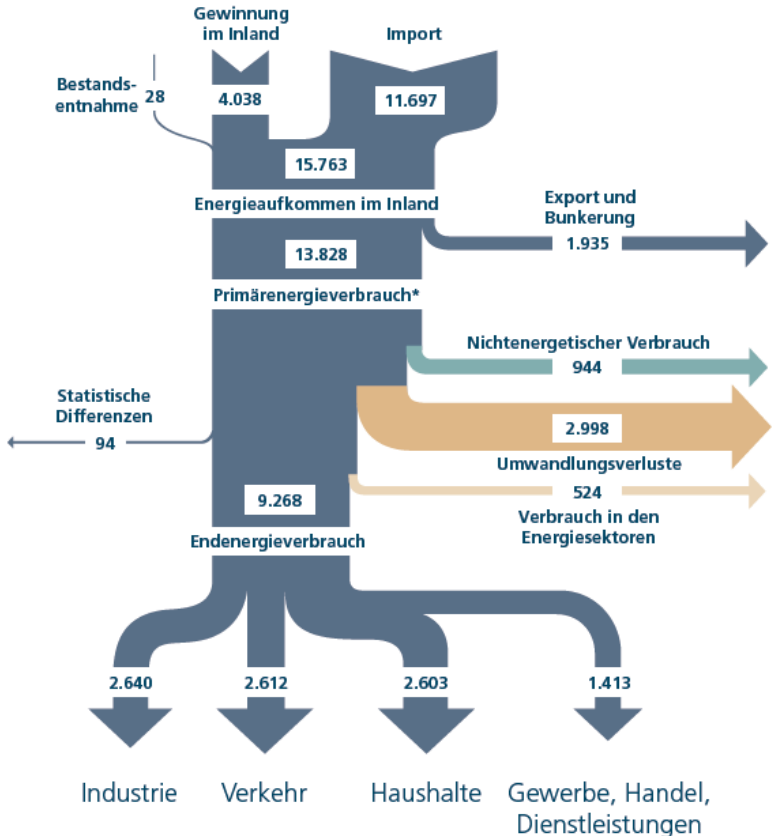 Gewinnung
im Inland
Import
Bestands-
entnahme
28
4.038
11.697
15.763
Energieaufkommen im Inland
Export und
Bunkerung
1.935
13.828
Primärenergieverbrauch*
Nichtenergetischer Verbrauch
944
Statistische
Differenzen
94
2.998
Umwandlungsverluste
524
Verbrauch in den
Energiesektoren
9.268
Endenergieverbrauch
2.640
2.612
2.603
1.413
Industrie
Verkehr
Haushalte
Gewerbe, Handel,
Dienstleistungen